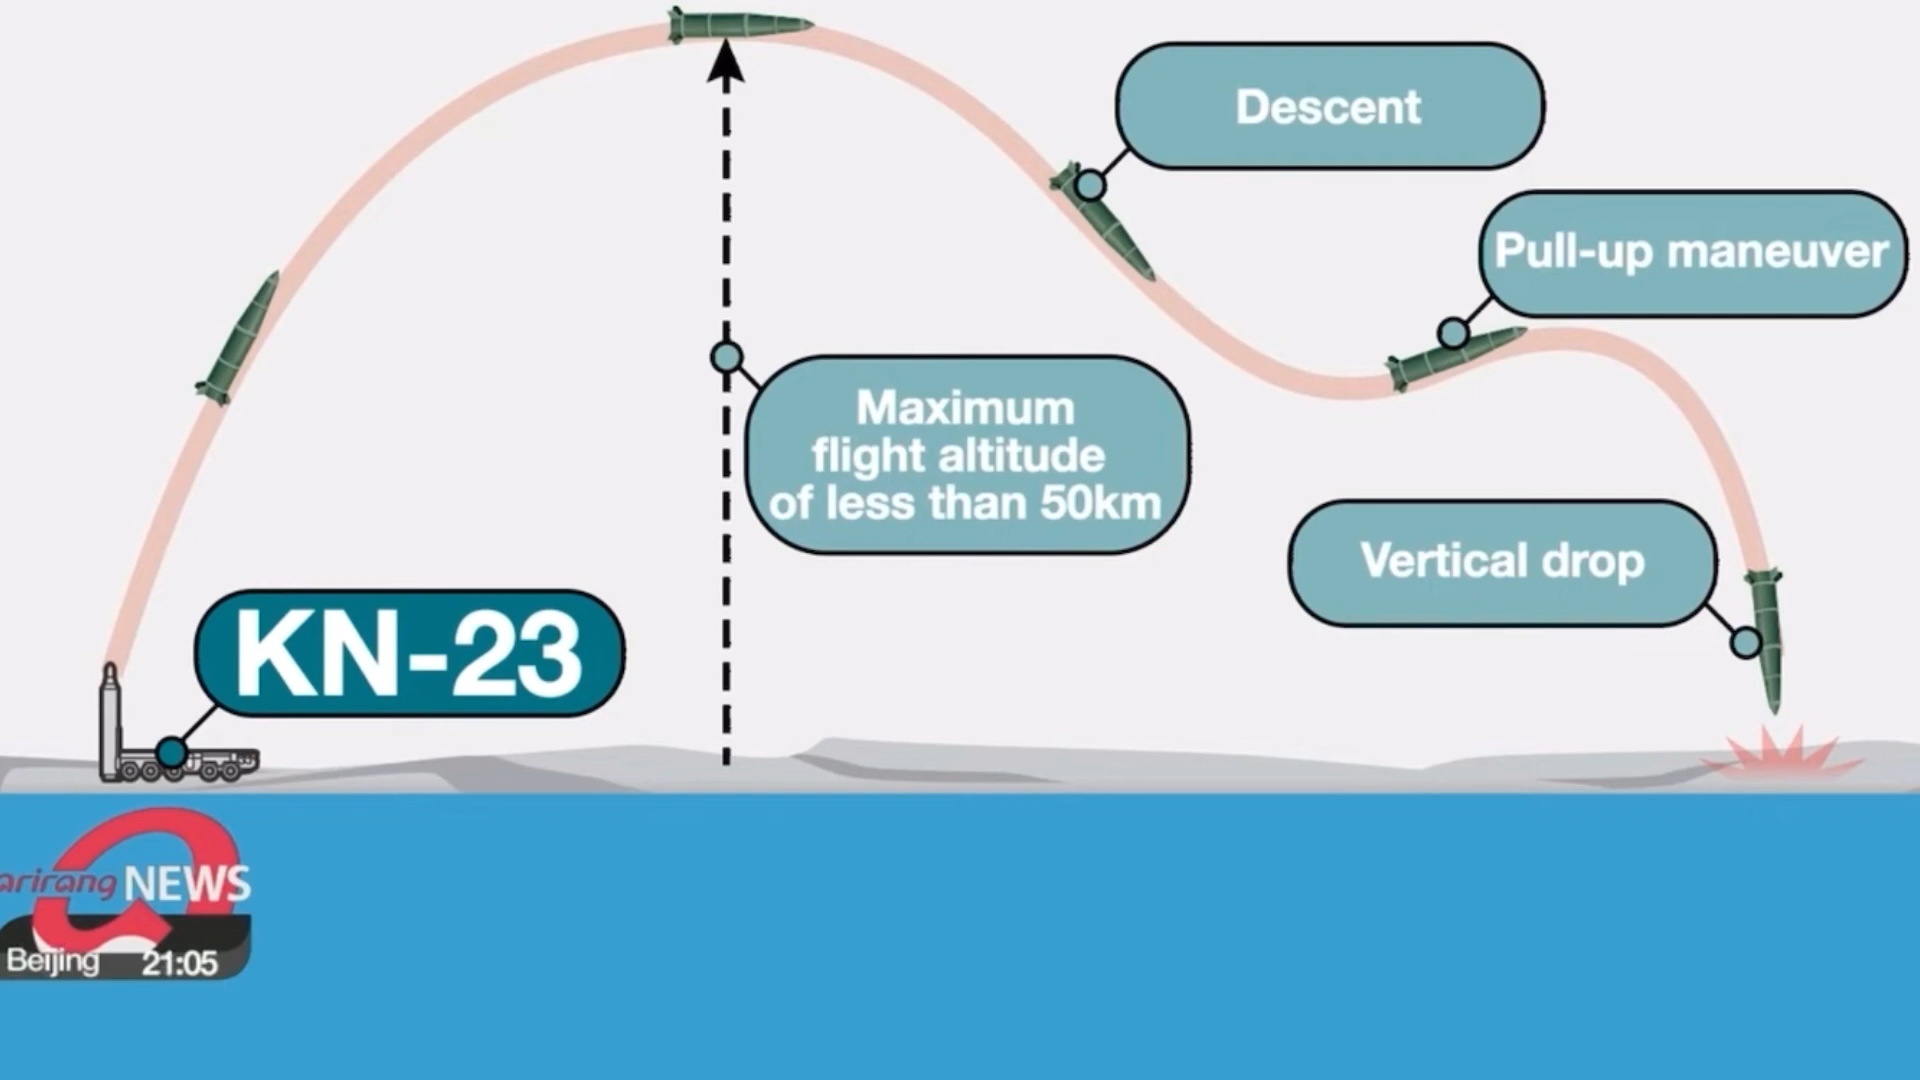 Descent
Pull-up maneuver
Maximum
flight altitude
of less than 50km
Vertical drop
KN-23
arirang NEWS
Beijing 21:05